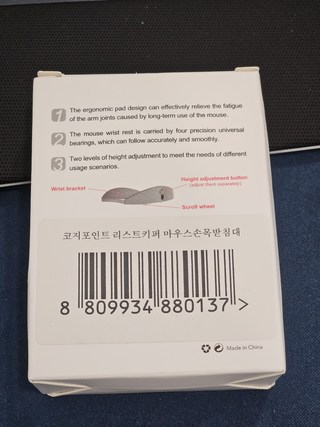 1 The ergonomic pad design can effectively relieve the fatigue
of the arm joints caused by long-term use of the mouse.
2 The mouse wrist rest is carried by four precision universal
bearings, which can follow accurately and smoothly.
3 Two levels of height adjustment to meet the needs of different
usage scenarios.
Height adjustment button
(adjust them separately)
Wrist bracket
Scroll wheel
코지포인트 리스트키퍼 마우스손목받침대
8 809934 880137 >
Made in China